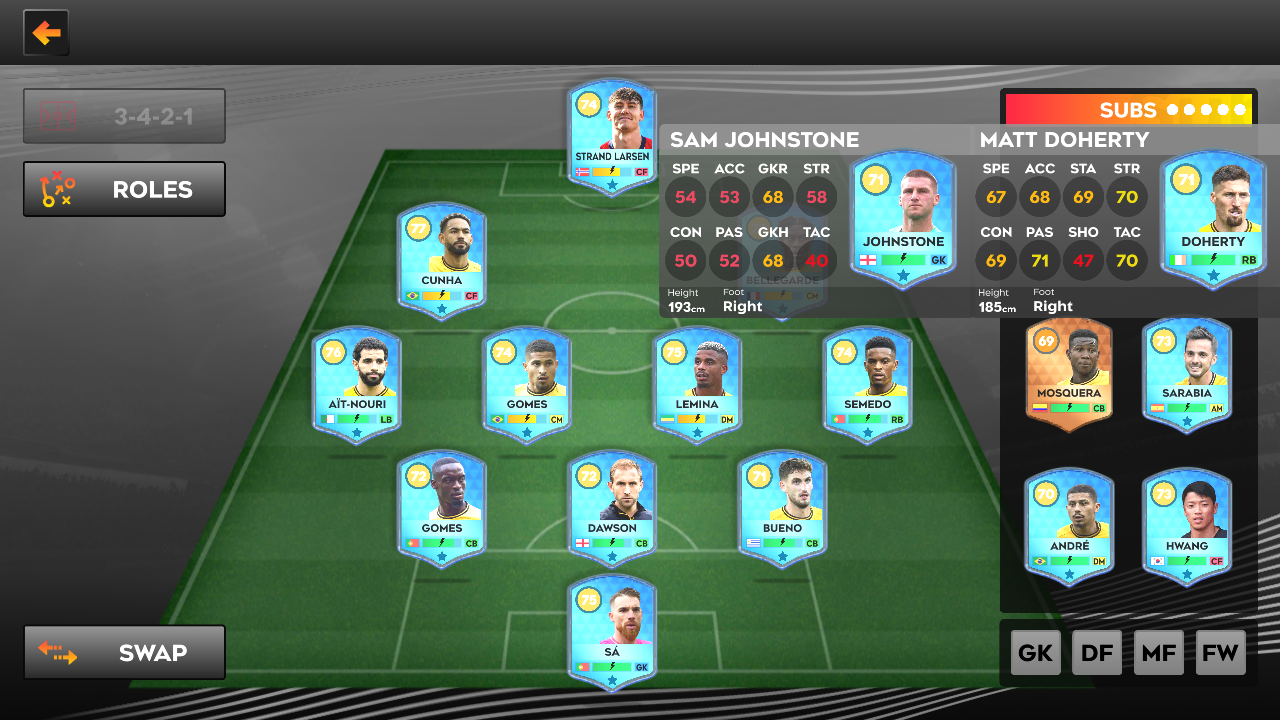 3-4-2-1
ROLES
SWAP
SUBS
74
STRAND LARSEN
CF
77
CUNHA
CF
BELLEGARDE
CM
SAM JOHNSTONE
SPE ACC GKR STR
54 53 68 58
CON PAS GKH TAC
50 52 68 40
Height Foot
193cm Right
71
JOHNSTONE
GK
MATT DOHERTY
SPE ACC STA STR
67 68 69 70
CON PAS SHO TAC
69 71 47 70
Height Foot
185cm Right
71
DOHERTY
RB
76
AÏT-NOURI
LB
74
GOMES
CM
75
LEMINA
DM
74
SEMEDO
RB
69
MOSQUERA
CB
73
SARABIA
AM
72
GOMES
CB
72
DAWSON
CB
71
BUENO
CB
70
ANDRÉ
DM
73
HWANG
CF
75
SÁ
GK
GK DF MF FW